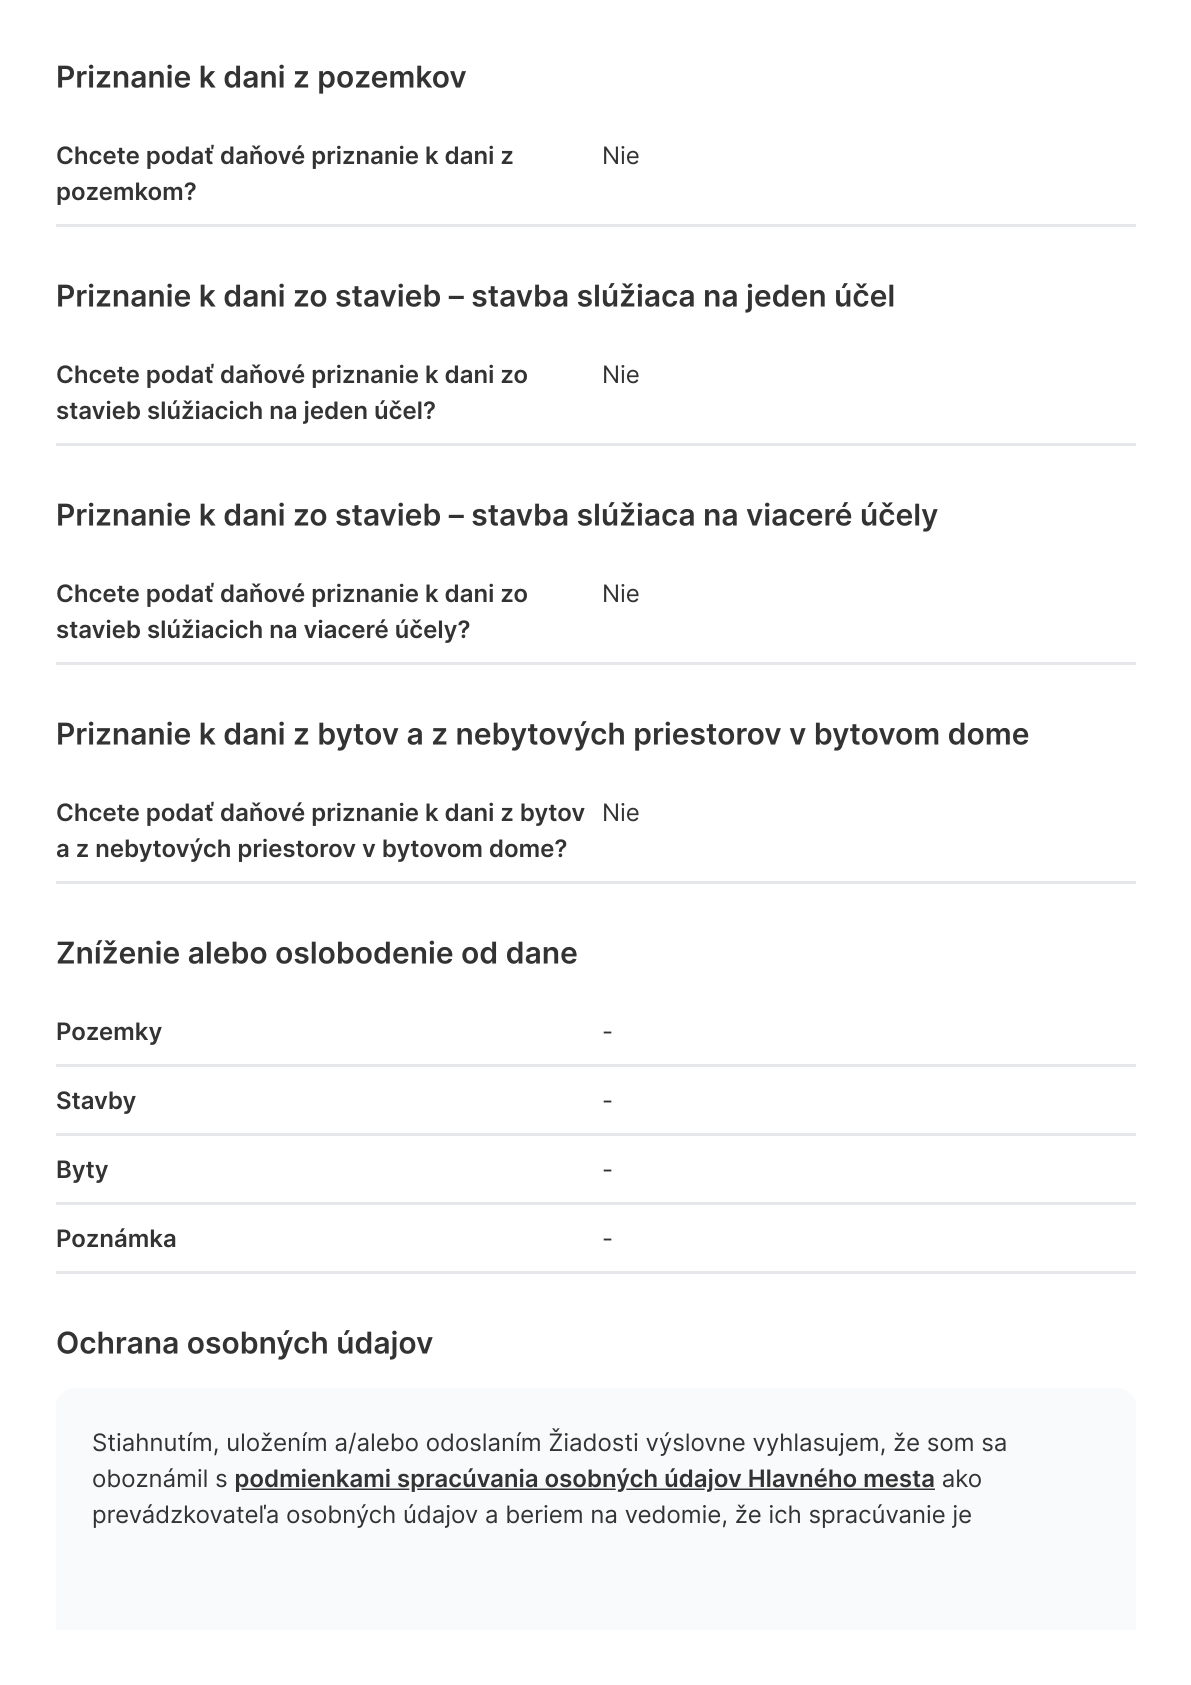 Priznanie k dani z pozemkov
Chcete podať daňové priznanie k dani z Nie
pozemkom?
Priznanie k dani zo stavieb – stavba slúžiaca na jeden účel
Chcete podať daňové priznanie k dani zo Nie
stavieb slúžiacich na jeden účel?
Priznanie k dani zo stavieb – stavba slúžiaca na viaceré účely
Chcete podať daňové priznanie k dani zo Nie
stavieb slúžiacich na viaceré účely?
Priznanie k dani z bytov a z nebytových priestorov v bytovom dome
Chcete podať daňové priznanie k dani z bytov Nie
a z nebytových priestorov v bytovom dome?
Zníženie alebo oslobodenie od dane
Pozemky -
Stavby -
Byty -
Poznámka -
Ochrana osobných údajov
Stiahnutím, uložením a/alebo odoslaním Žiadosti výslovne vyhlasujem, že som sa
oboznámil s podmienkami spracúvania osobných údajov Hlavného mesta ako
prevádzkovateľa osobných údajov a beriem na vedomie, že ich spracúvanie je